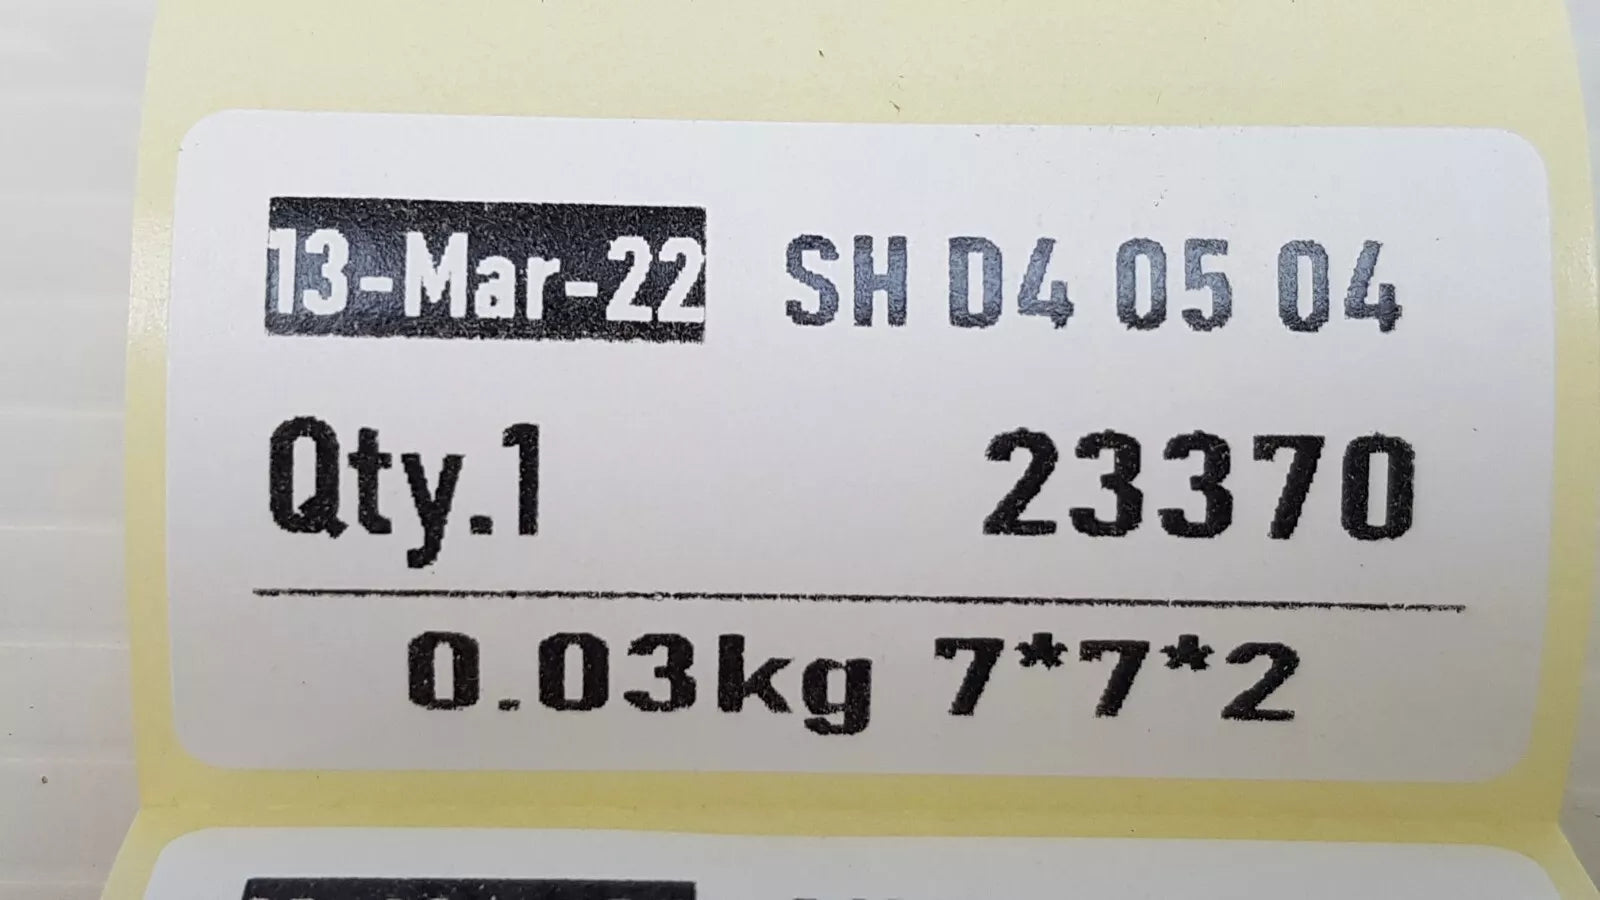 13-Mar-22 SH D4 05 04
Qty.1 23370
0.03kg 7*7*2